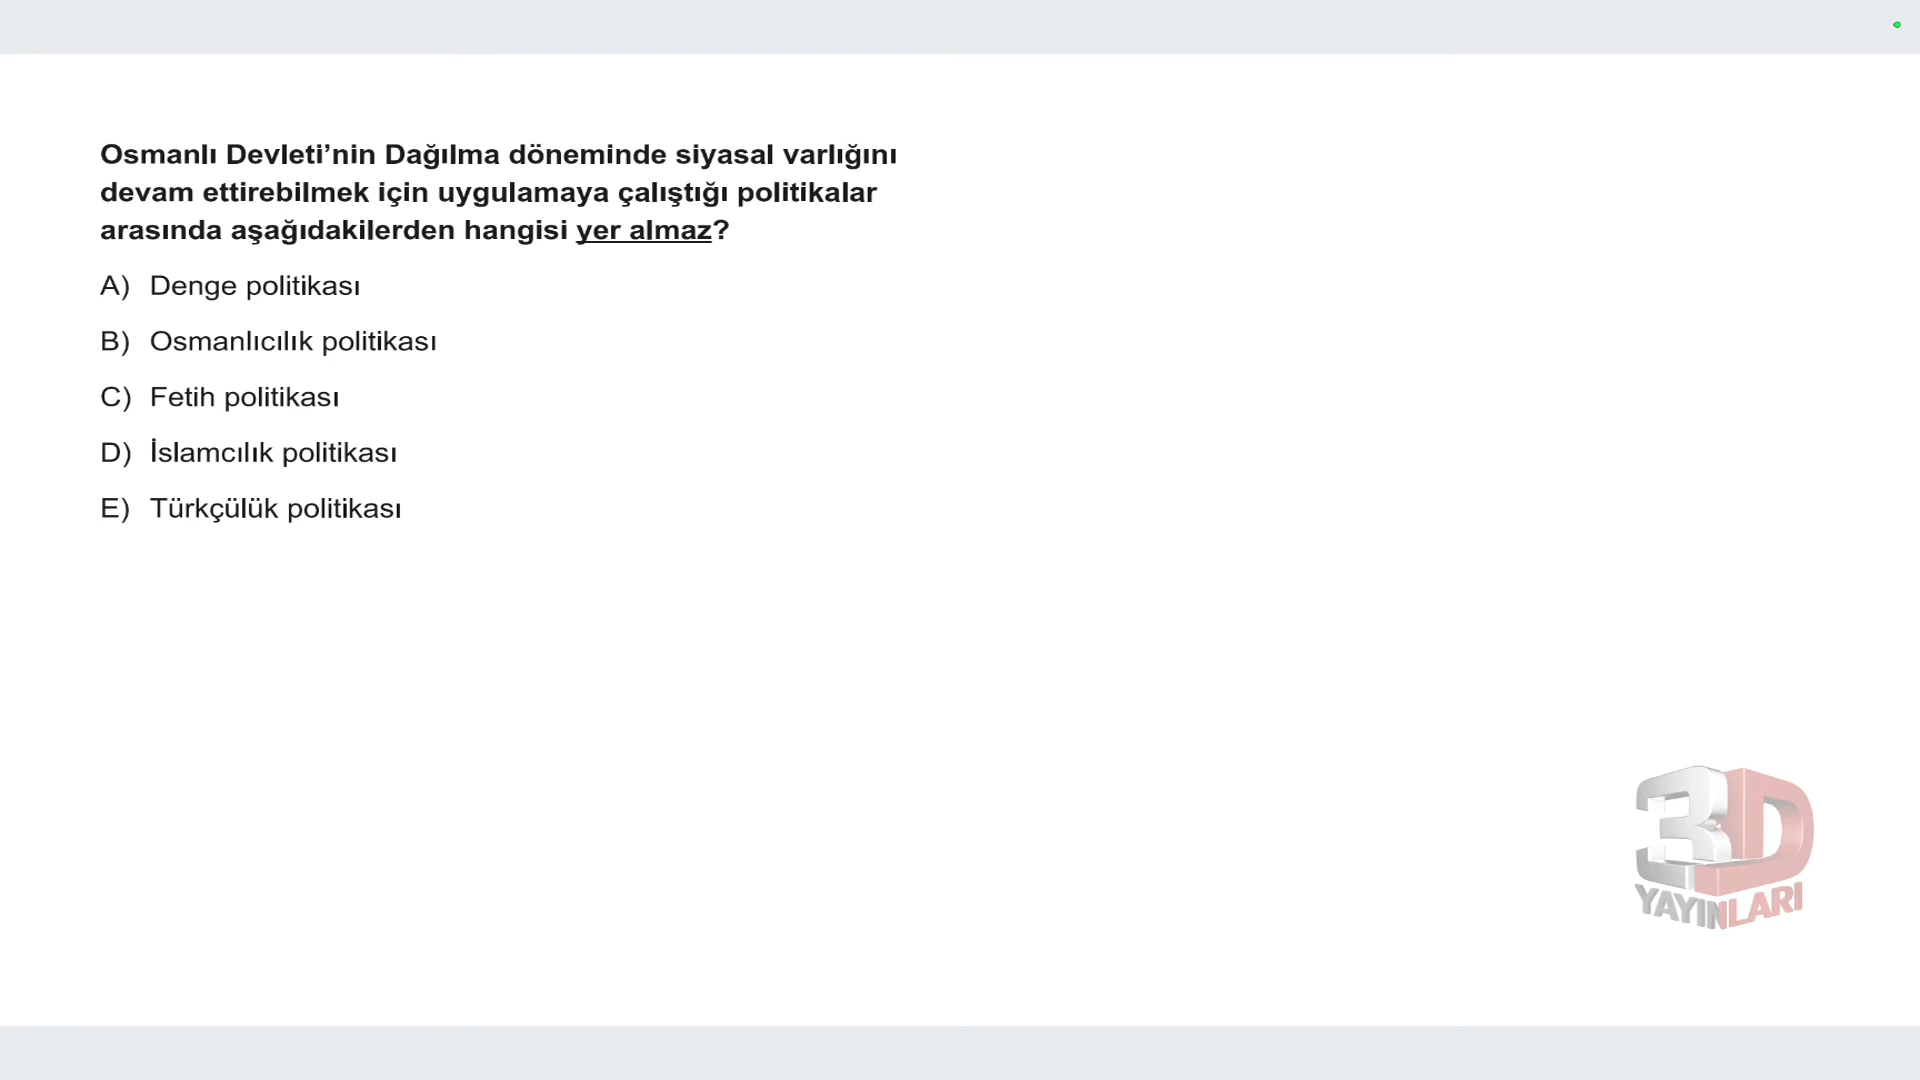 Osmanlı Devleti’nin Dağılma döneminde siyasal varlığını
devam ettirebilmek için uygulamaya çalıştığı politikalar
arasında aşağıdakilerden hangisi yer almaz?
A) Denge politikası
B) Osmanlıcılık politikası
C) Fetih politikası
D) İslamcılık politikası
E) Türkçülük politikası
3D
YAYINLARI